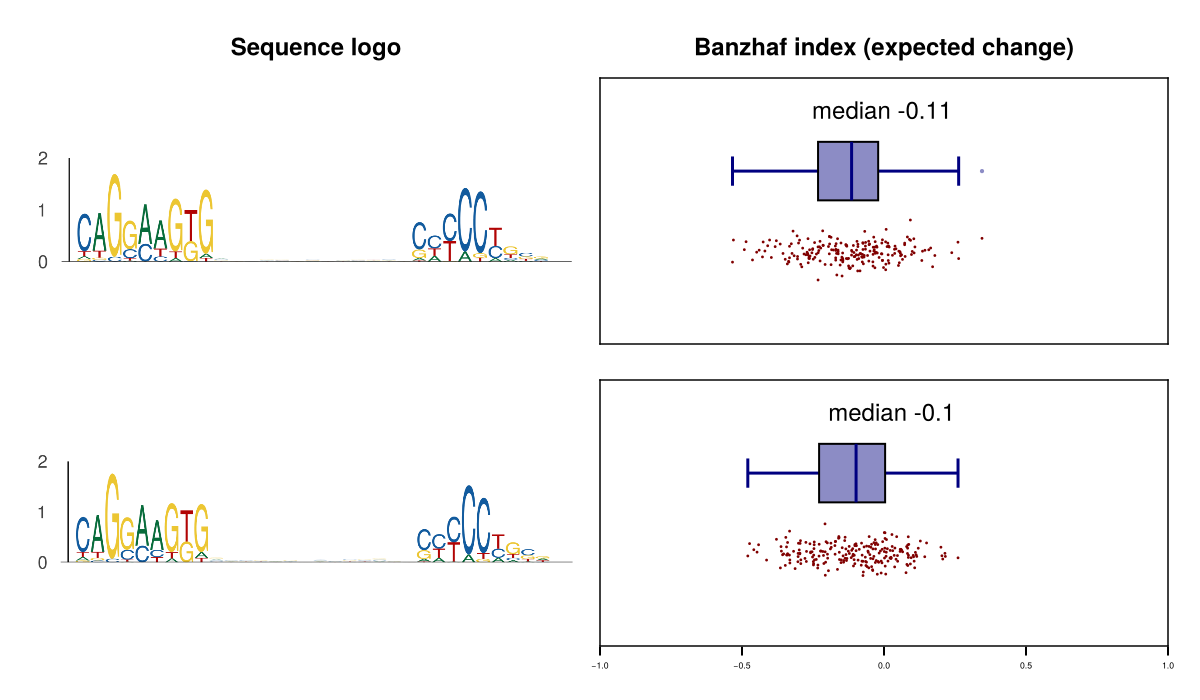 Sequence logo
Banzhaf index (expected change)
median -0.11
2
1
0
median -0.1
2
1
0
−1.0
−0.5
0.0
0.5
1.0